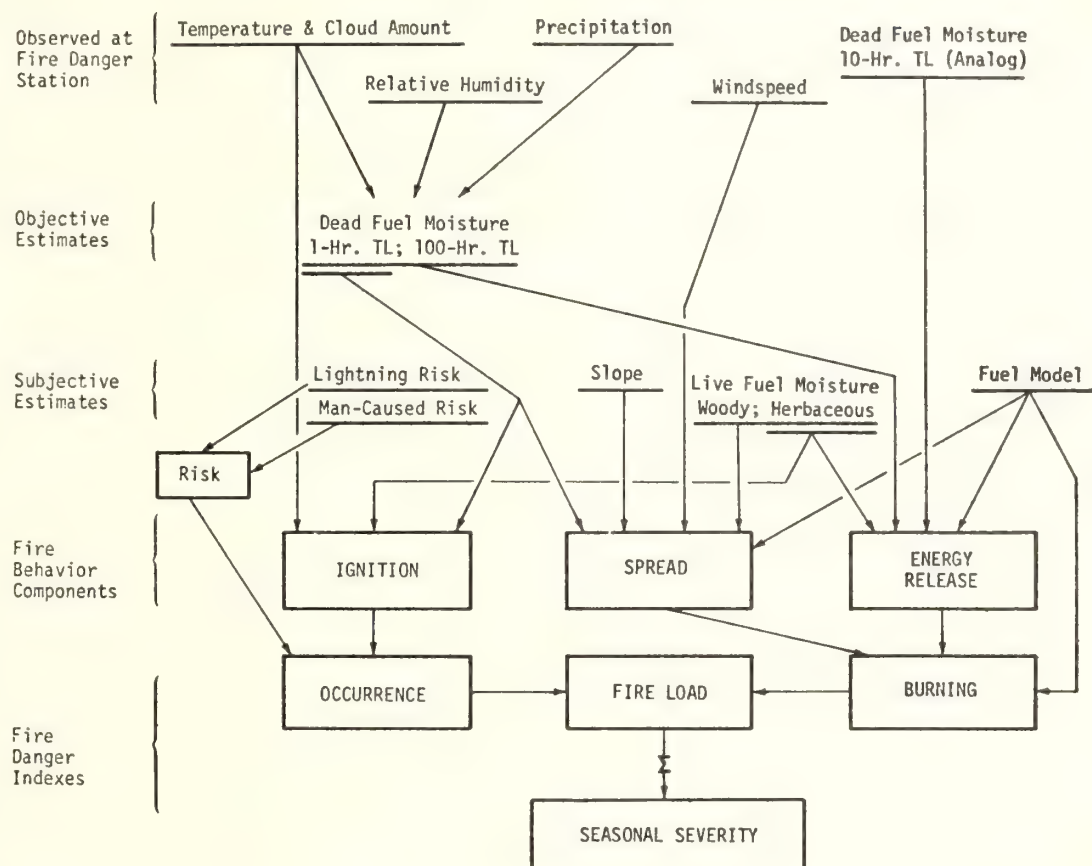 Observed at
Fire Danger
Station
Temperature & Cloud Amount
Precipitation
Dead Fuel Moisture
10-Hr. TL (Analog)
Relative Humidity
Windspeed
Objective
Estimates
Dead Fuel Moisture
1-Hr. TL; 100-Hr. TL
Subjective
Estimates
Lightning Risk
Man-Caused Risk
Slope
Live Fuel Moisture
Woody; Herbaceous
Fuel Model
Risk
Fire
Behavior
Components
IGNITION
SPREAD
ENERGY
RELEASE
Fire
Danger
Indexes
OCCURRENCE
FIRE LOAD
BURNING
Σ
SEASONAL SEVERITY